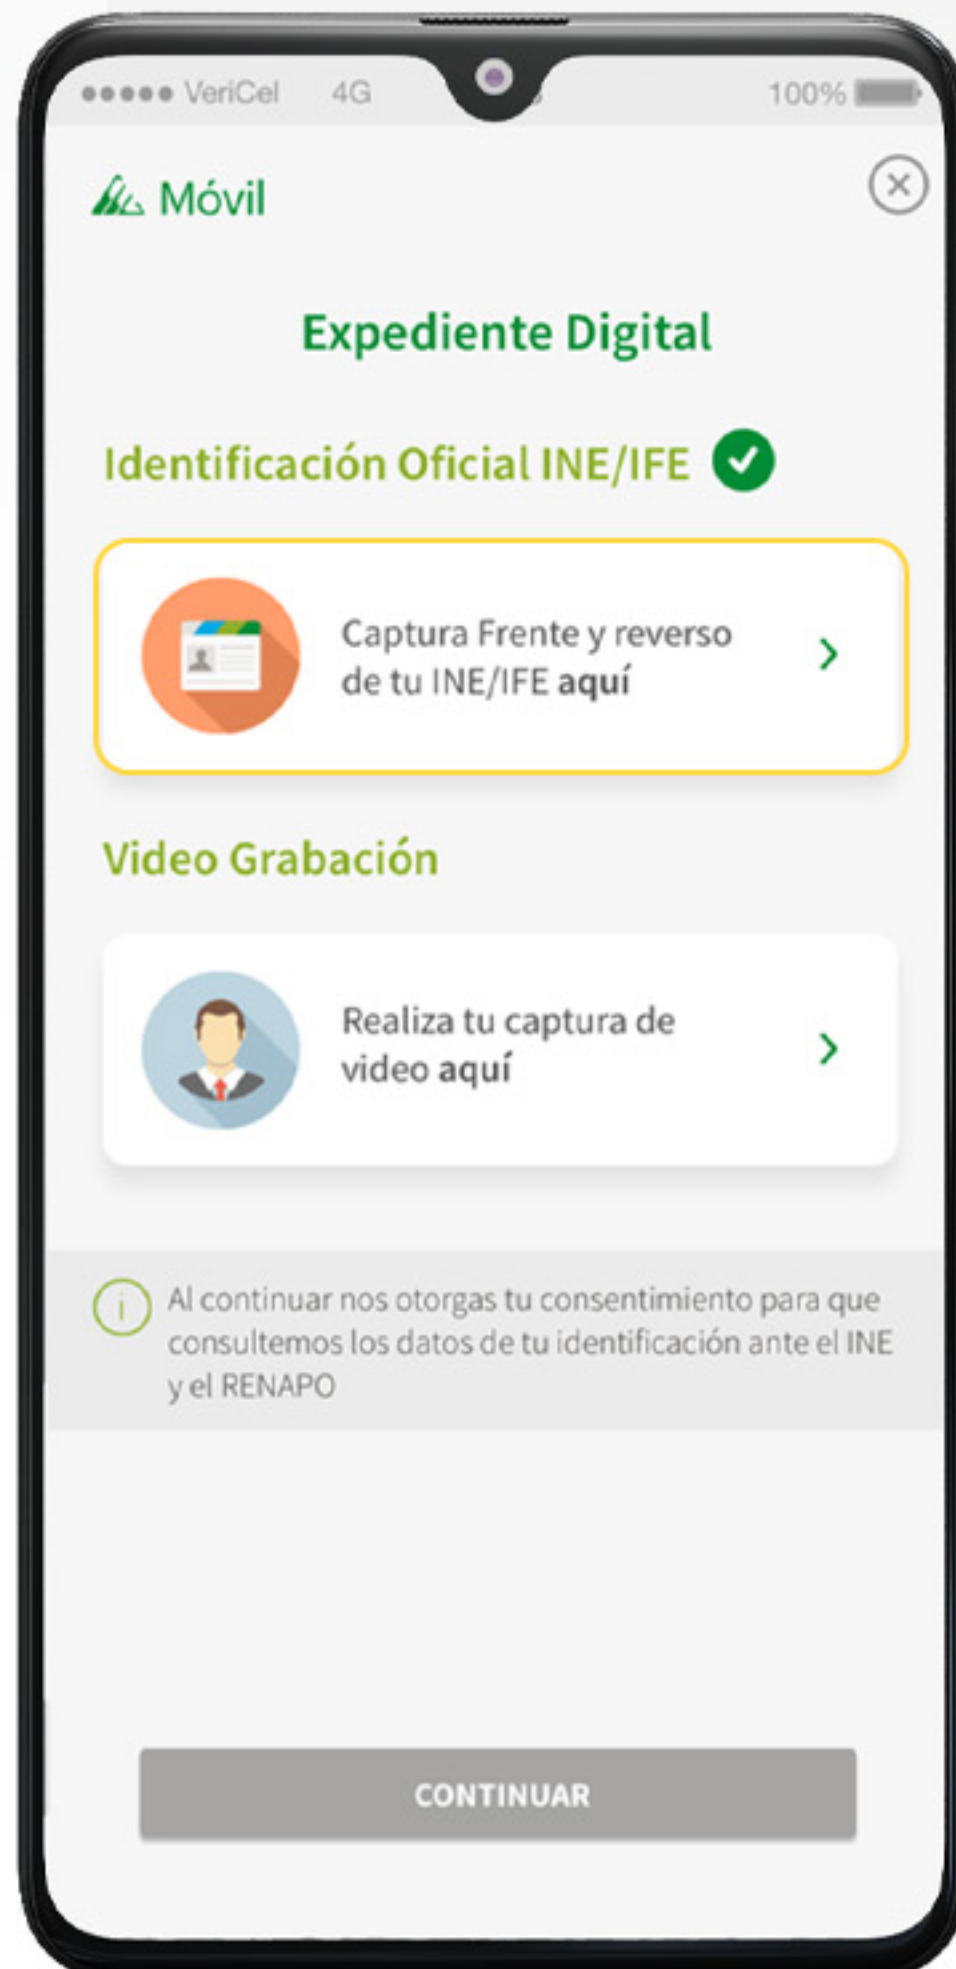 VeriCel 4G 100%
Móvil
Expediente Digital
Identificación Oficial INE/IFE
Captura Frente y reverso
de tu INE/IFE aquí
Video Grabación
Realiza tu captura de
video aquí
Al continuar nos otorgas tu consentimiento para que
consultemos los datos de tu identificación ante el INE
y el RENAPO
CONTINUAR